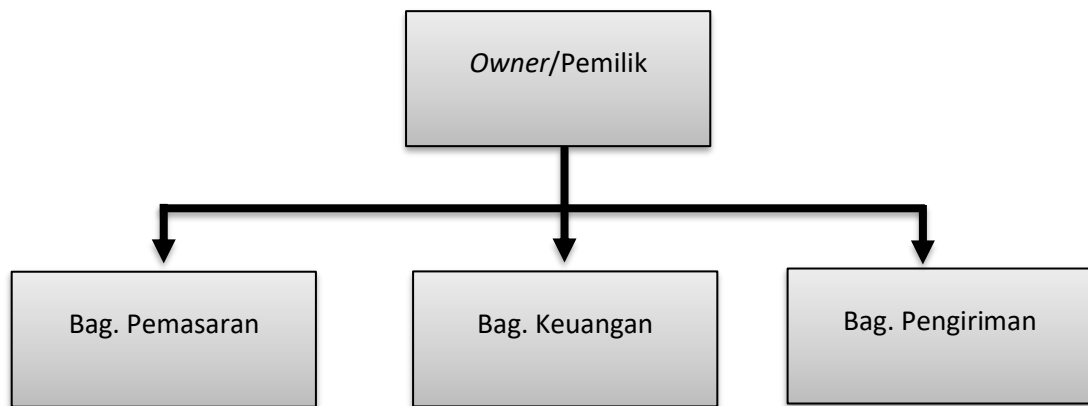 Owner/Pemilik
Bag. Pemasaran
Bag. Keuangan
Bag. Pengiriman